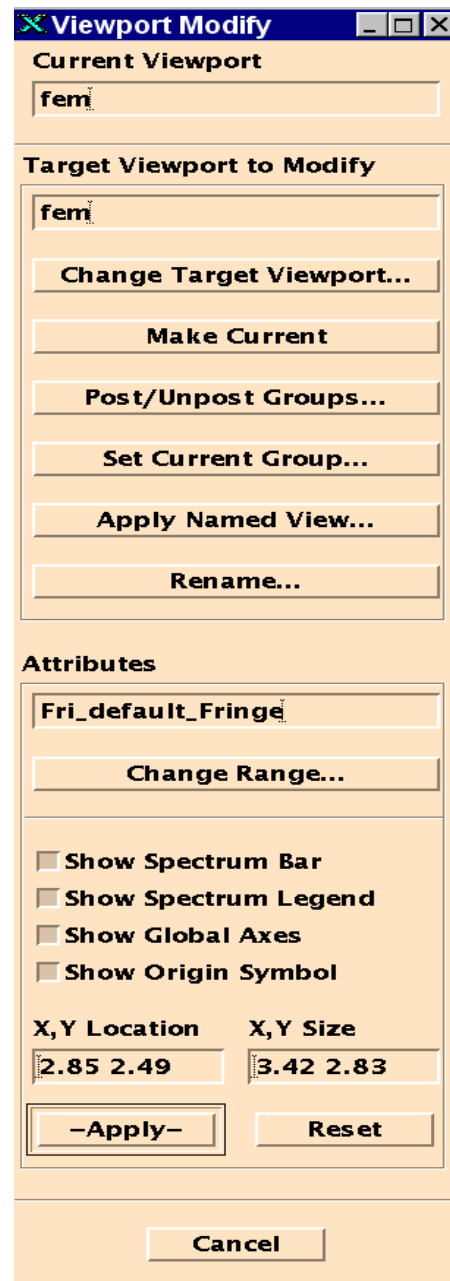 Viewport Modify
Current Viewport
fem
Target Viewport to Modify
fem
Change Target Viewport...
Make Current
Post/Unpost Groups...
Set Current Group...
Apply Named View...
Rename...
Attributes
Fri_default_Fringe
Change Range...
Show Spectrum Bar
Show Spectrum Legend
Show Global Axes
Show Origin Symbol
X,Y Location X,Y Size
2.85 2.49 3.42 2.83
-Apply- Reset
Cancel